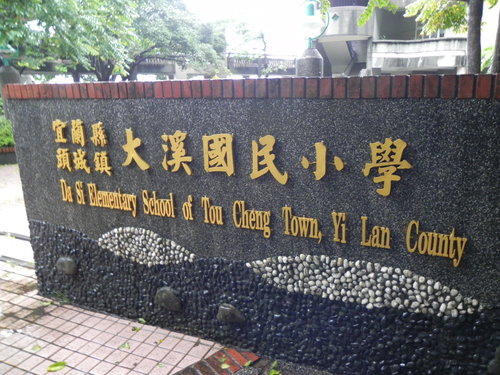 宜蘭縣
頭城鎮
大溪國民小學
Da Si Elementary School of Tou Cheng Town, Yi Lan County